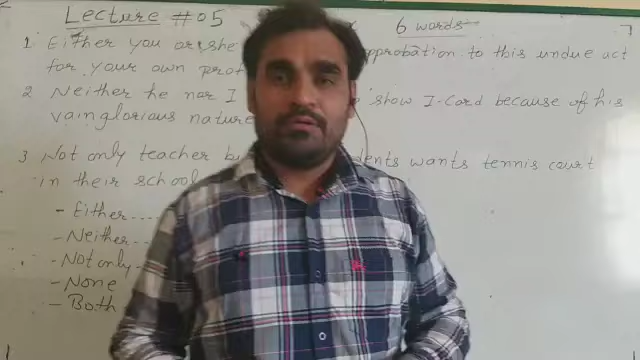 Lecture #05
6 words
1. Either you or she approbation to this undue act
for your own prof
2 Neither he nor I show I-Card because of his
vainglorious nature
3 Not only teacher b dents wants tennis court
in their school
- Either....
- Neither..
- Not only -
- None
- Both